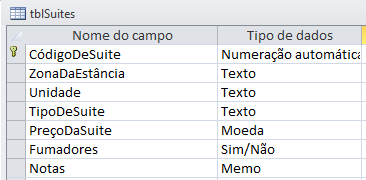 tblSuites
Nome do campo Tipo de dados
CódigoDeSuite Numeração automática
ZonaDaEstância Texto
Unidade Texto
TipoDeSuite Texto
PreçoDaSuite Moeda
Fumadores Sim/Não
Notas Memo